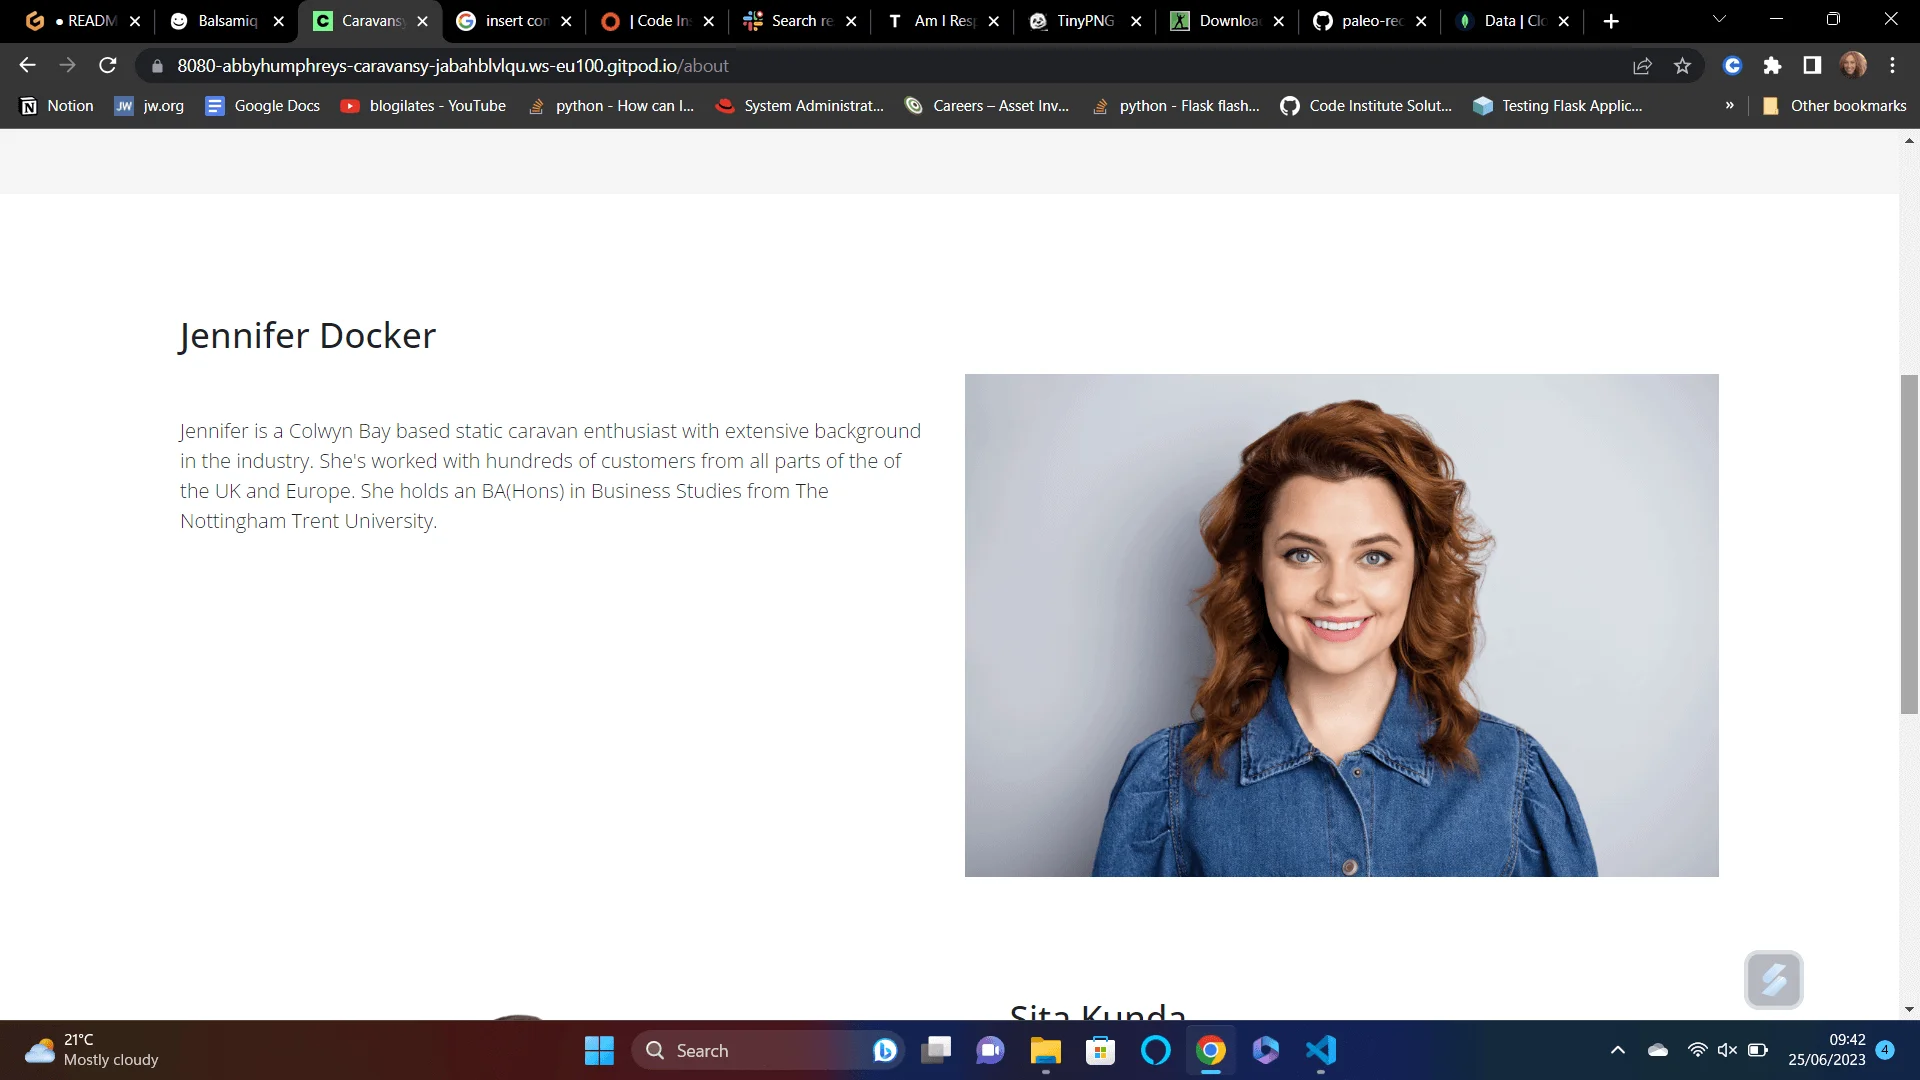 READM
Balsamiq
Caravansy
insert con
| Code Ins
Search re
Am I Resp
TinyPNG
Downloa
paleo-rec
Data | Clo
8080-abbyhumphreys-caravansy-jabahblvlqu.ws-eu100.gitpod.io/about
Notion
jw.org
Google Docs
blogilates - YouTube
python - How can I...
System Administrat...
Careers – Asset Inv...
python - Flask flash...
Code Institute Solut...
Testing Flask Applic...
»
Other bookmarks
Jennifer Docker
Jennifer is a Colwyn Bay based static caravan enthusiast with extensive background
in the industry. She's worked with hundreds of customers from all parts of the of
the UK and Europe. She holds an BA(Hons) in Business Studies from The
Nottingham Trent University.
Sita Kunda
21°C
Mostly cloudy
Search
09:42
25/06/2023
4